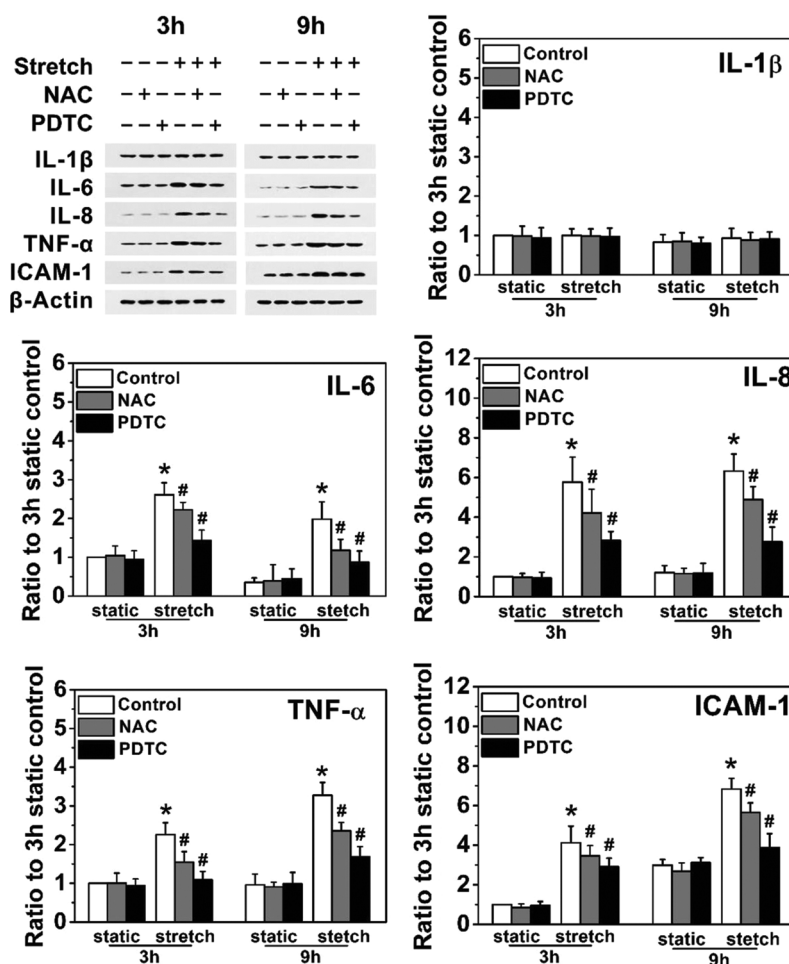 3h 9h
Stretch − − − + + + − − − + + +
NAC − + − − + − − + − − + −
PDTC − − + − − + − − + − − +
IL-1β
IL-6
IL-8
TNF-α
ICAM-1
β-Actin
IL-1β
Control
NAC
PDTC
Ratio to 3h static control
6
5
4
3
2
1
0
static stretch static stetch
3h 9h
IL-6
Control
NAC
PDTC
Ratio to 3h static control
6
5
4
3
2
1
0
* # # * # #
static stretch static stetch
3h 9h
IL-8
Control
NAC
PDTC
Ratio to 3h static control
12
10
8
6
4
2
0
* # # * # #
static stretch static stetch
3h 9h
TNF-α
Control
NAC
PDTC
Ratio to 3h static control
6
5
4
3
2
1
0
* # # * # #
static stretch static stetch
3h 9h
ICAM-1
Control
NAC
PDTC
Ratio to 3h static control
12
10
8
6
4
2
0
* # # * # #
static stretch static stetch
3h 9h